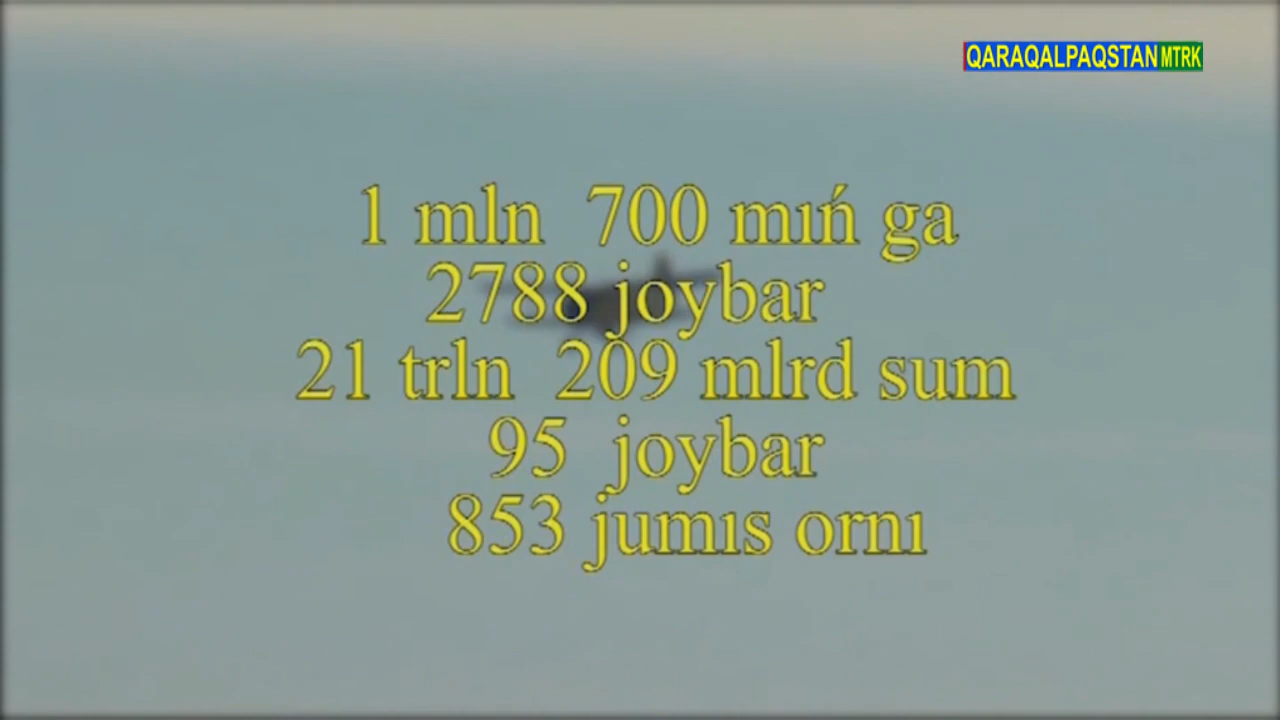 QARAQALPAQSTAN MTRK
1 mln 700 mıń ga
2788 joybar
21 trln 209 mlrd sum
95 joybar
853 jumıs ornı